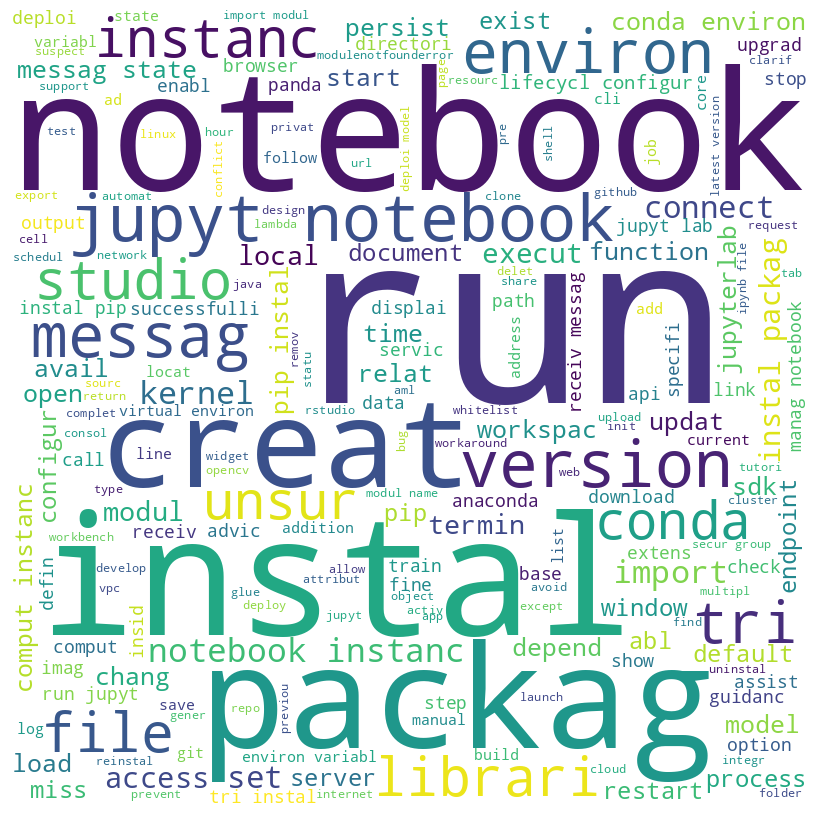 deploi
state
import modul
instanc
persist
exist
conda environ
variabl
suspect
modulenotfounderror
directori
environ
upgrad
clarif
messag state
browser
page
support
enabl
panda
start
lifecycl configur
core
stop
resourc
cli
ad
notebook
test
linux
hour
privat
conflict
follow
url
deploi model
pre
shell
job
latest version
export
automat
design
clone
github
output
jupyt notebook
connect
lambda
jupyt lab
request
cell
schedul
network
local
document
execut
function
tab
studio
java
delet
share
run
path
add
ipynb file
instal pip
successfulli
pip instal
displai
address
receiv messag
specifi
jupyterlab
instal packag
manag notebook
messag
remov
time
servic
avail
locat
statu
relat
api
link
open
sourc
return
kernel
aml
data
complet
virtual environ
rstudio
whitelist
upload
init
creat
workspac
updat
current
configur
consol
line
widget
bug
workaround
version
web
tutori
call
opencv
modul name
type
unsur
anaconda
download
sdk
cluster
modul
pip
termin
conda
endpoint
receiv
advic
addition
list
extens
secur group
comput instanc
defin
workbench
instal
train
import
check
develop
allow
base
avoid
attribut
fine
object
multipl
vpc
glue
deploy
activ
app
jupyt
except
window
find
tri
insid
comput
notebook instanc
depend
abl
default
show
uninstal
imag
chang
packag
assist
run jupyt
save
previou
step
launch
guidanc
gener
repo
manual
file
model
log
git
option
reinstal
environ variabl
build
integr
load
access set
server
librari
cloud
process
miss
prevent
tri instal
internet
restart
folder